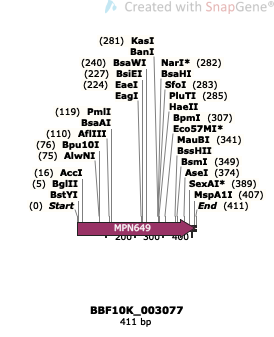 Created with SnapGene®
(281) KasI
BanI
(240) BsaWI NarI* (282)
(227) BsiEI BsaHI
(224) EaeI SfoI (283)
EagI PluTI (285)
HaeII
(119) PmlI BpmI (307)
BsaAI Eco57MI*
(110) AflIII MauBI (341)
(76) Bpu10I BssHII
(75) AlwNI BsmI (349)
AseI (374)
(16) AccI SexAI* (389)
(5) BglII MspA1I (407)
BstYI End (411)
(0) Start
MPN649
200 300 400
BBF10K_003077
411 bp